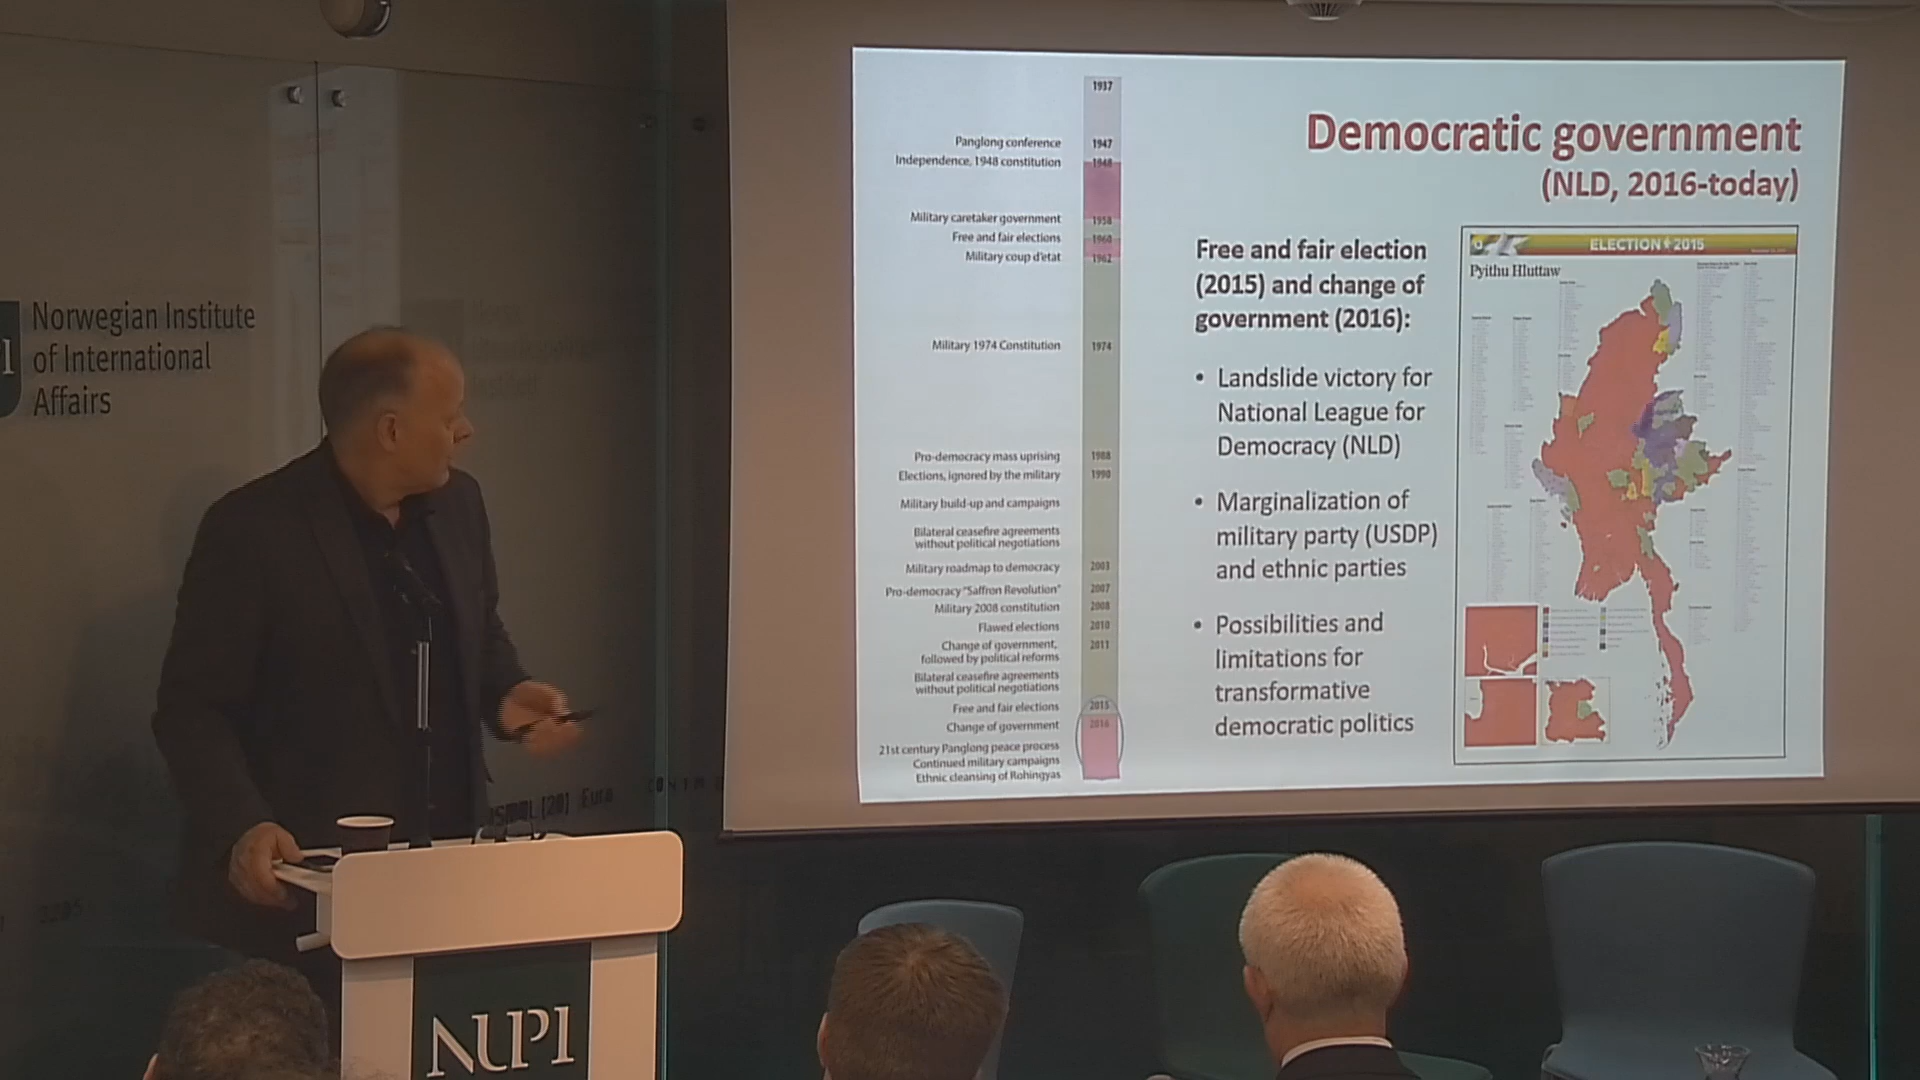 Norwegian Institute
of International
Affairs
NUPI
1937
Panglong conference 1947
Independence, 1948 constitution 1948
Military caretaker government 1958
Free and fair elections 1960
Military coup d'etat 1962
Military 1974 Constitution 1974
Pro-democracy mass uprising 1988
Elections, ignored by the military 1990
Military build-up and campaigns
Bilateral ceasefire agreements
without political negotiations
Military roadmap to democracy 2003
Pro-democracy "Saffron Revolution" 2007
Military 2008 constitution 2008
Flawed elections 2010
Change of government, 2011
followed by political reforms
Bilateral ceasefire agreements
without political negotiations
Free and fair elections 2015
Change of government 2016
21st century Panglong peace process
Continued military campaigns
Ethnic cleansing of Rohingyas
Democratic government
(NLD, 2016-today)
Free and fair election
(2015) and change of
government (2016):
• Landslide victory for
National League for
Democracy (NLD)
• Marginalization of
military party (USDP)
and ethnic parties
• Possibilities and
limitations for
transformative
democratic politics
ELECTION 2015
Pyithu Hluttaw